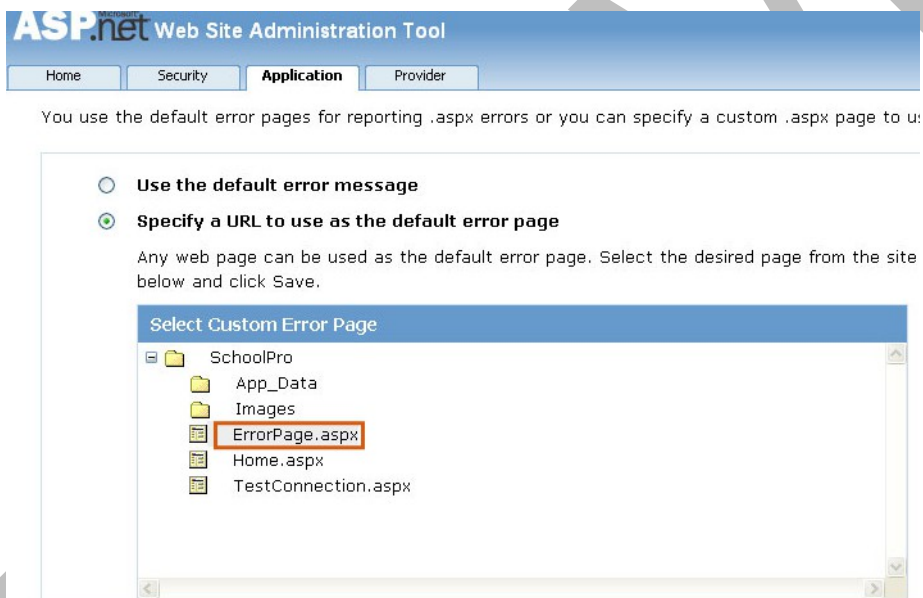 Microsoft
ASP.net Web Site Administration Tool
Home Security Application Provider
You use the default error pages for reporting .aspx errors or you can specify a custom .aspx page to
Use the default error message
Specify a URL to use as the default error page
Any web page can be used as the default error page. Select the desired page from the site
below and click Save.
Select Custom Error Page
SchoolPro
App_Data
Images
ErrorPage.aspx
Home.aspx
TestConnection.aspx